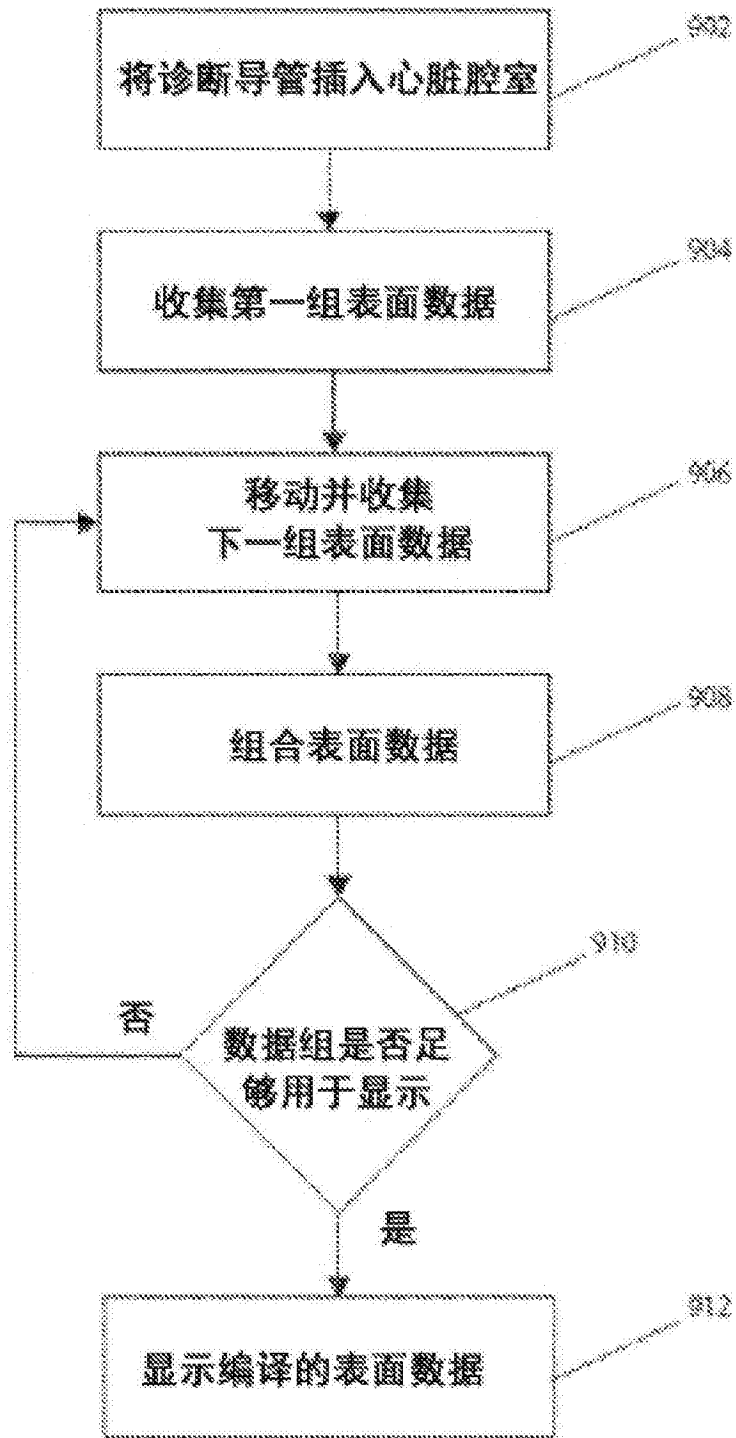 将诊断导管插入心脏腔室
902
收集第一组表面数据
904
移动并收集
下一组表面数据
906
组合表面数据
908
数据组是否足
够用于显示
910
否
是
显示编译的表面数据
912